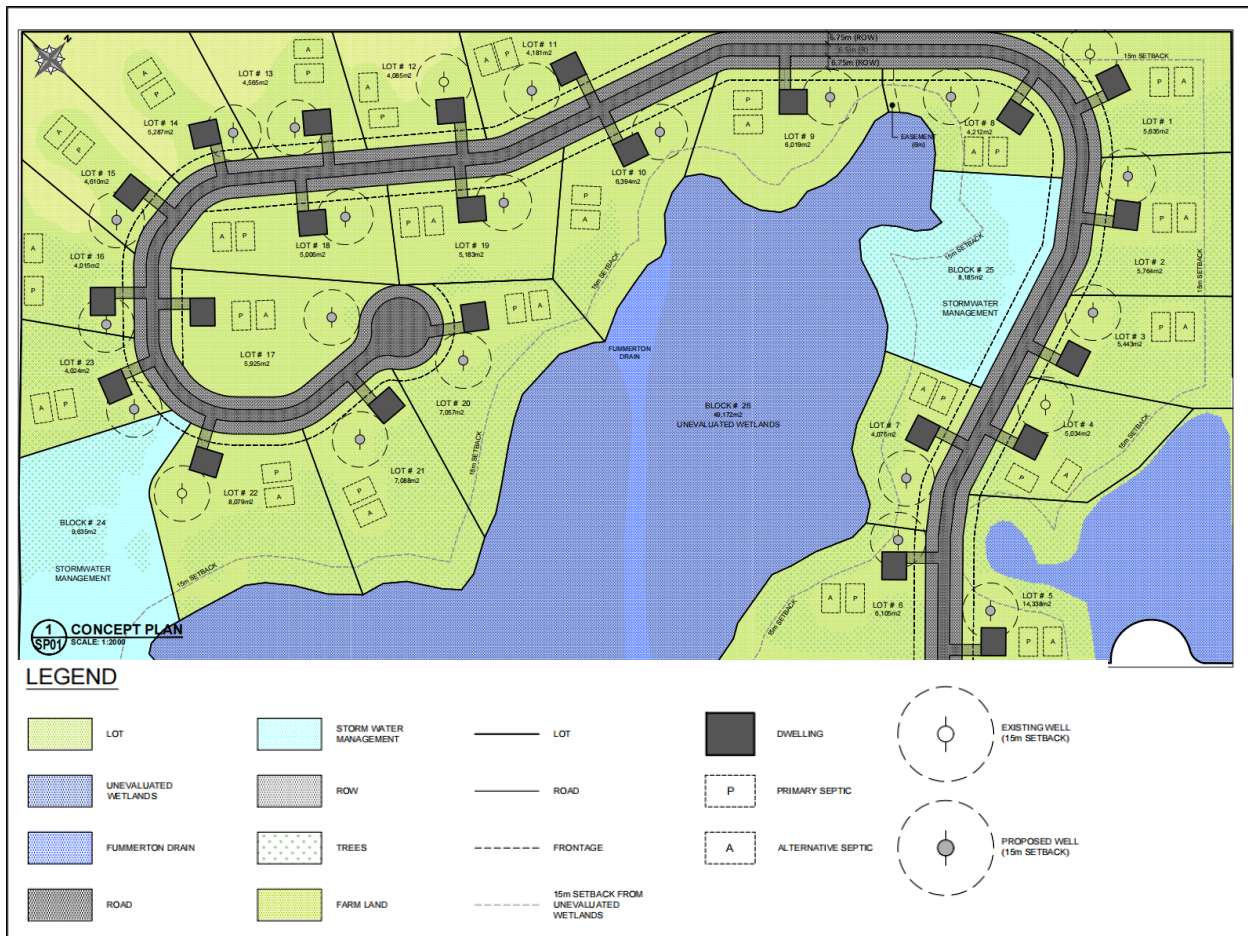 N
LOT # 11
4,181m2
6.75m (ROW)
6.5m (R)
6.75m (ROW)
15m SETBACK
LOT # 13
4,565m2
A
P
LOT # 12
4,085m2
A
P
A
P
A
P
P
A
P
A
LOT # 14
5,287m2
A
P
LOT # 9
6,019m2
EASEMENT
(6m)
LOT # 8
4,212m2
A
P
LOT # 1
5,636m2
LOT # 15
4,610m2
LOT # 10
6,394m2
P
A
LOT # 16
4,015m2
A
P
A
P
LOT # 18
5,006m2
A
P
LOT # 19
5,183m2
15m SETBACK
15m SETBACK
BLOCK # 25
8,185m2
STORMWATER
MANAGEMENT
P
A
LOT # 2
5,764m2
15m SETBACK
P
A
P
A
LOT # 17
5,925m2
FUMMERTON
DRAIN
P
A
LOT # 3
5,443m2
LOT # 23
4,024m2
A
P
LOT # 20
7,057m2
BLOCK # 26
49,172m2
UNEVALUATED WETLANDS
A
P
LOT # 7
4,075m2
LOT # 4
5,034m2
15m SETBACK
P
A
15m SETBACK
LOT # 21
7,088m2
P
A
P
A
LOT # 22
8,079m2
BLOCK # 24
9,635m2
STORMWATER
MANAGEMENT
15m SETBACK
A
P
LOT # 6
6,105m2
15m SETBACK
LOT # 5
14,338m2
P
A
1
SP01
CONCEPT PLAN
SCALE: 1:2000
LEGEND
LOT
STORM WATER
MANAGEMENT
LOT
DWELLING
EXISTING WELL
(15m SETBACK)
UNEVALUATED
WETLANDS
ROW
ROAD
P
PRIMARY SEPTIC
FUMMERTON DRAIN
TREES
FRONTAGE
A
ALTERNATIVE SEPTIC
PROPOSED WELL
(15m SETBACK)
ROAD
FARM LAND
15m SETBACK FROM
UNEVALUATED
WETLANDS